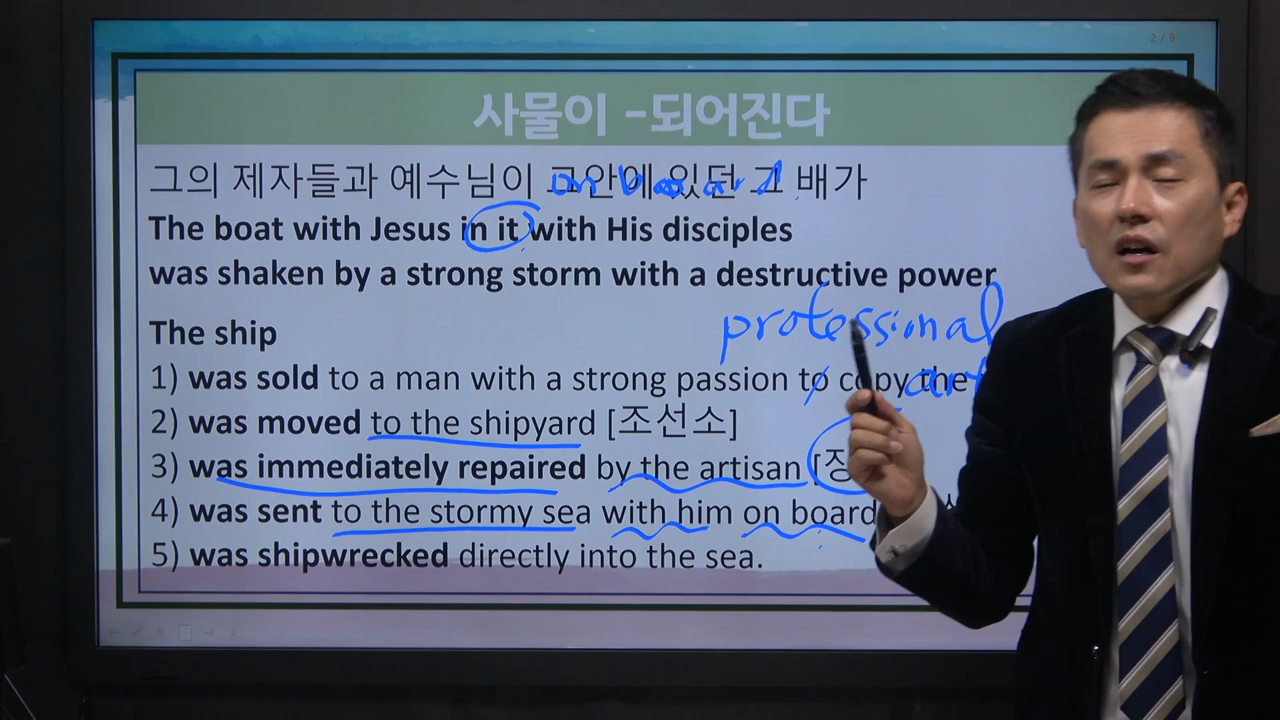 2 / 9
사물이 -되어진다
그의 제자들과 예수님이 그안에 있던 그 배가
on board
The boat with Jesus in it with His disciples
was shaken by a strong storm with a destructive power
professional
The ship
1) was sold to a man with a strong passion to copy the
art
2) was moved to the shipyard [조선소]
3) was immediately repaired by the artisan [장
4) was sent to the stormy sea with him on board
5) was shipwrecked directly into the sea.